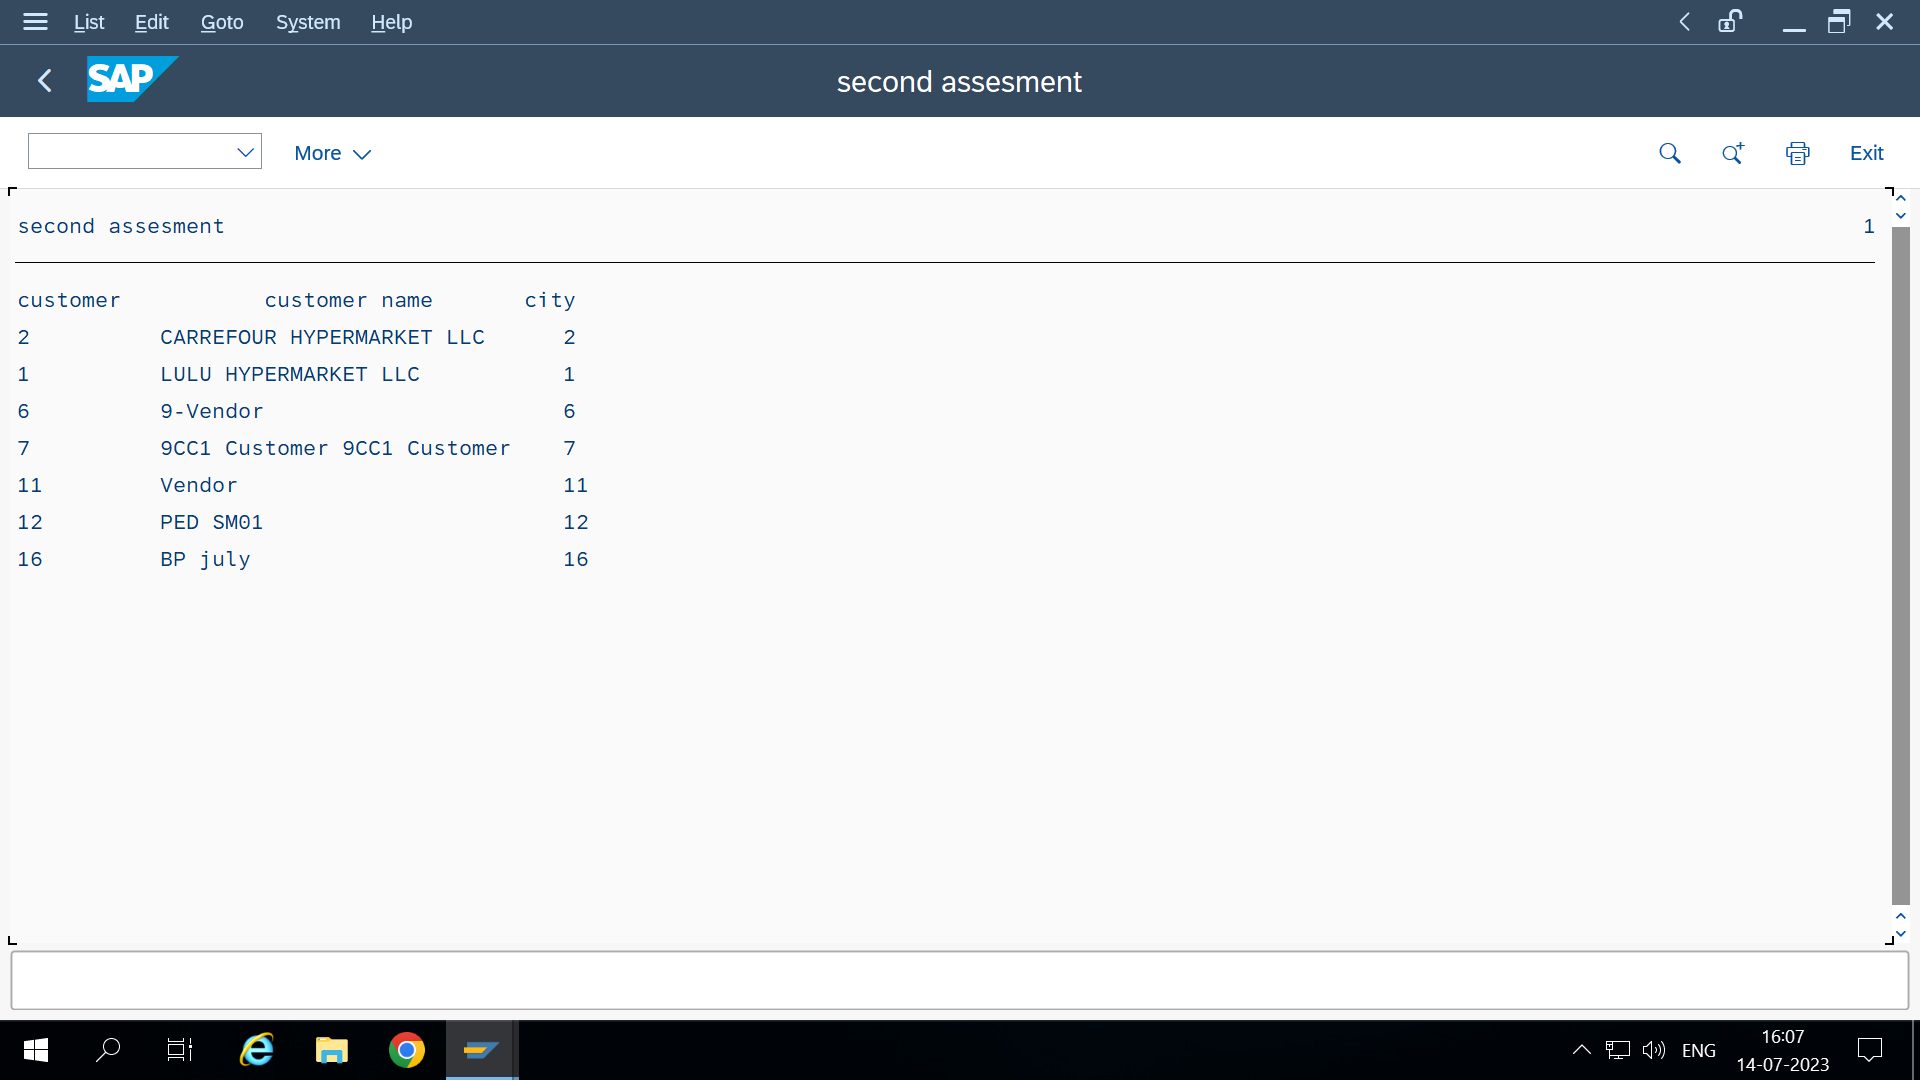 List Edit Goto System Help
SAP second assesment
More Exit
second assesment 1
customer customer name city
2 CARREFOUR HYPERMARKET LLC 2
1 LULU HYPERMARKET LLC 1
6 9-Vendor 6
7 9CC1 Customer 9CC1 Customer 7
11 Vendor 11
12 PED SM01 12
16 BP july 16
ENG 16:07
14-07-2023